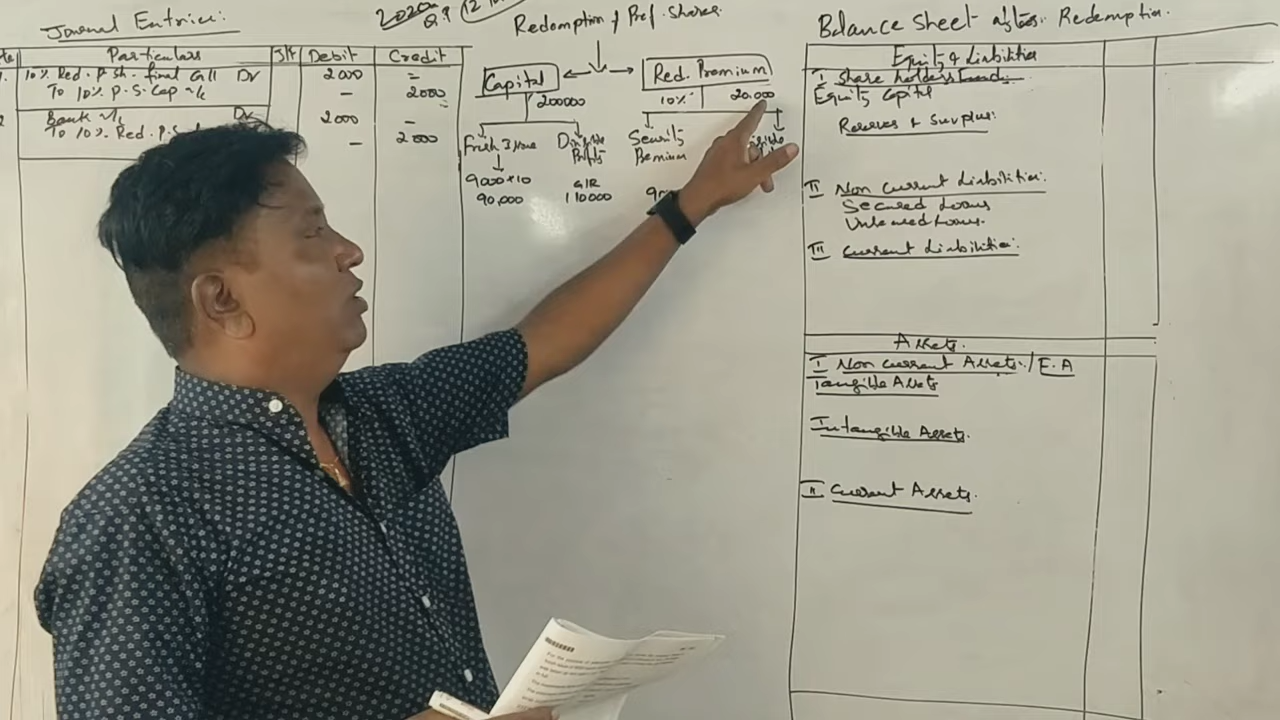 Journal Entries:
Particulars
Debit
Credit
10% Red. P. Sh. final Call Dr
2000
-
To 10% P.S. Cap a/c
-
2000
Bank a/c Dr
2000
-
To 10% Red. P.S.
-
2000
2020
Q.P
Redemption of Pref. Shares
Capital
200000
Fresh Issue
9000×10
90,000
Divisible
Profits
GR
110000
Red. Premium
10%
20,000
Security
Premium
Balance Sheet after Redemption.
Equity & Liabilities
I Share holders Funds
Equity Capital
Reserves & Surplus:
II Non Current Liabilities:
Secured Loans
Unsecured Loans.
III Current Liabilities:
Assets.
I Non Current Assets./F.A
Tangible Assets
Intangible Assets.
II Current Assets.